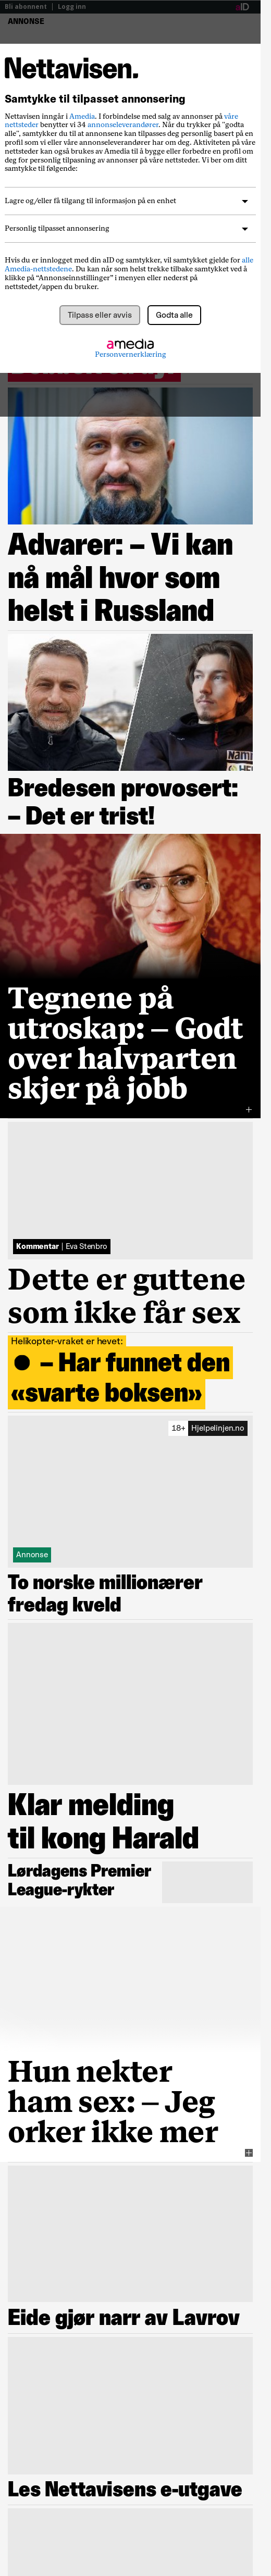 Bli abonnent | Logg inn
aID
ANNONSE
Nettavisen.
Samtykke til tilpasset annonsering
Nettavisen inngår i Amedia. I forbindelse med salg av annonser på våre
nettsteder benytter vi 34 annonseleverandører. Når du trykker på "godta
alle", samtykker du til at annonsene kan tilpasses deg personlig basert på en
profil som vi eller våre annonseleverandører har om deg. Aktiviteten på våre
nettsteder kan også brukes av Amedia til å bygge eller forbedre en profil om
deg for personlig tilpasning av annonser på våre nettsteder. Vi ber om ditt
samtykke til følgende:
Lagre og/eller få tilgang til informasjon på en enhet
Personlig tilpasset annonsering
Hvis du er innlogget med din aID og samtykker, vil samtykket gjelde for alle
Amedia-nettstedene. Du kan når som helst trekke tilbake samtykket ved å
klikke på “Annonseinnstillinger” i menyen eller nederst på
nettstedet/appen du bruker.
Tilpass eller avvis
Godta alle
amedia
Personvernerklæring
Advarer: – Vi kan
nå mål hvor som
helst i Russland
Bredesen provosert:
– Det er trist!
Tegnene på
utroskap: – Godt
over halvparten
skjer på jobb
Kommentar | Eva Stenbro
Dette er guttene
som ikke får sex
Helikopter-vraket er hevet:
– Har funnet den
«svarte boksen»
18+ Hjelpelinjen.no
Annonse
To norske millionærer
fredag kveld
Klar melding
til kong Harald
Lørdagens Premier
League-rykter
Hun nekter
ham sex: – Jeg
orker ikke mer
Eide gjør narr av Lavrov
Les Nettavisens e-utgave